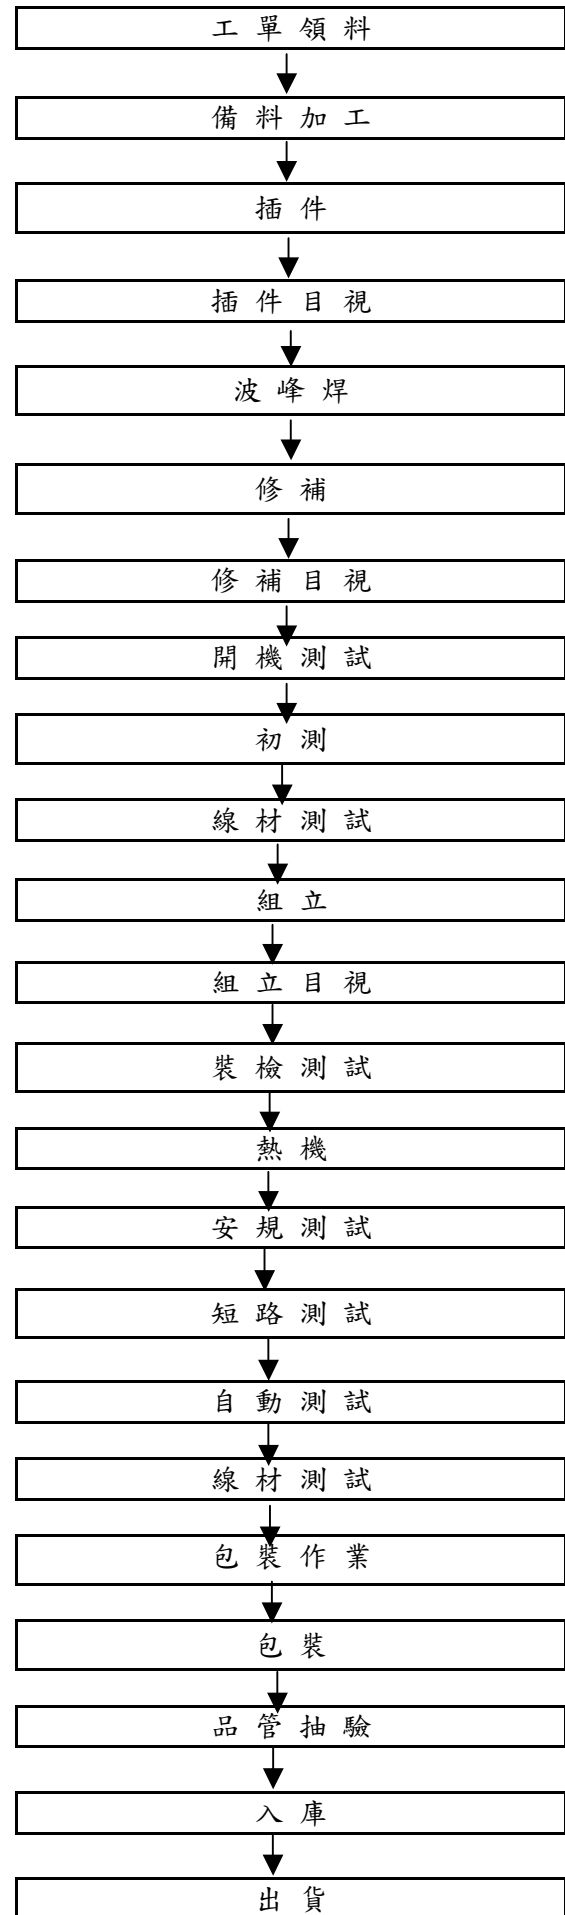 工單領料
備料加工
插件
插件目視
波峰焊
修補
修補目視
開機測試
初測
線材測試
組立
組立目視
裝檢測試
熱機
安規測試
短路測試
自動測試
線材測試
包裝作業
包裝
品管抽驗
入庫
出貨